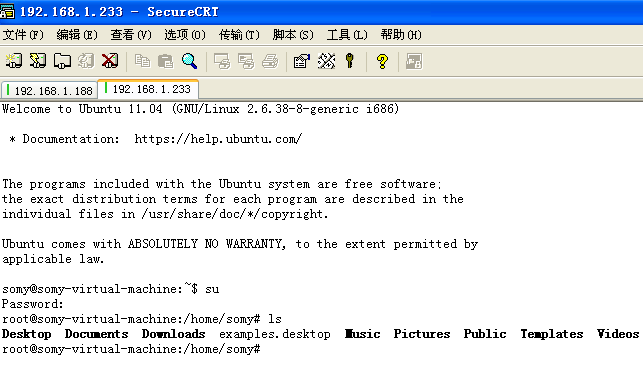 192.168.1.233 - SecureCRT
文件(F) 编辑(E) 查看(V) 选项(O) 传输(T) 脚本(S) 工具(L) 帮助(H)
192.168.1.188 192.168.1.233
Welcome to Ubuntu 11.04 (GNU/Linux 2.6.38-8-generic i686)
* Documentation:  https://help.ubuntu.com/
The programs included with the Ubuntu system are free software;
the exact distribution terms for each program are described in the
individual files in /usr/share/doc/*/copyright.
Ubuntu comes with ABSOLUTELY NO WARRANTY, to the extent permitted by
applicable law.
somy@somy-virtual-machine:~$ su
Password:
root@somy-virtual-machine:/home/somy# ls
Desktop  Documents  Downloads  examples.desktop  Music  Pictures  Public  Templates  Videos
root@somy-virtual-machine:/home/somy#